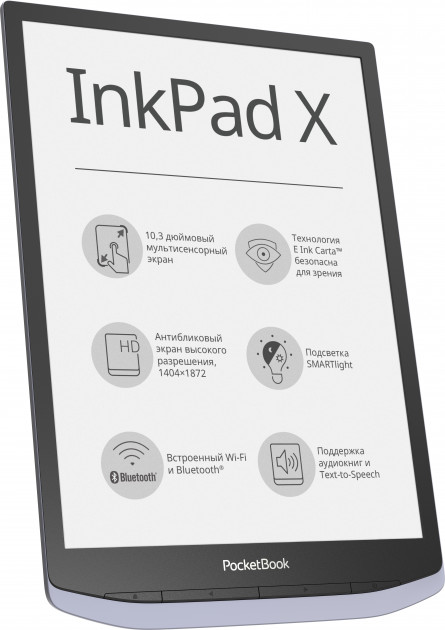 InkPad X
10,3 дюймовый
мультисенсорный
экран
Технология
E Ink Carta™
безопасна
для зрения
HD
Антибликовый
экран высокого
разрешения,
1404×1872
Подсветка
SMARTlight
Bluetooth®
Встроенный Wi-Fi
и Bluetooth®
Поддержка
аудиокниг и
Text-to-Speech
PocketBook